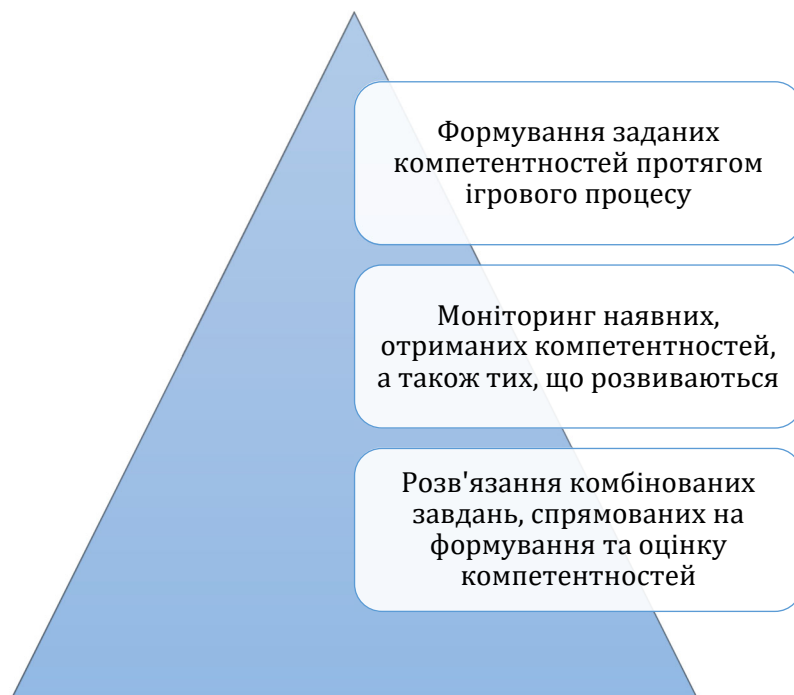 Формування заданих
компетентностей протягом
ігрового процесу
Моніторинг наявних,
отриманих компетентностей,
а також тих, що розвиваються
Розв'язання комбінованих
завдань, спрямованих на
формування та оцінку
компетентностей